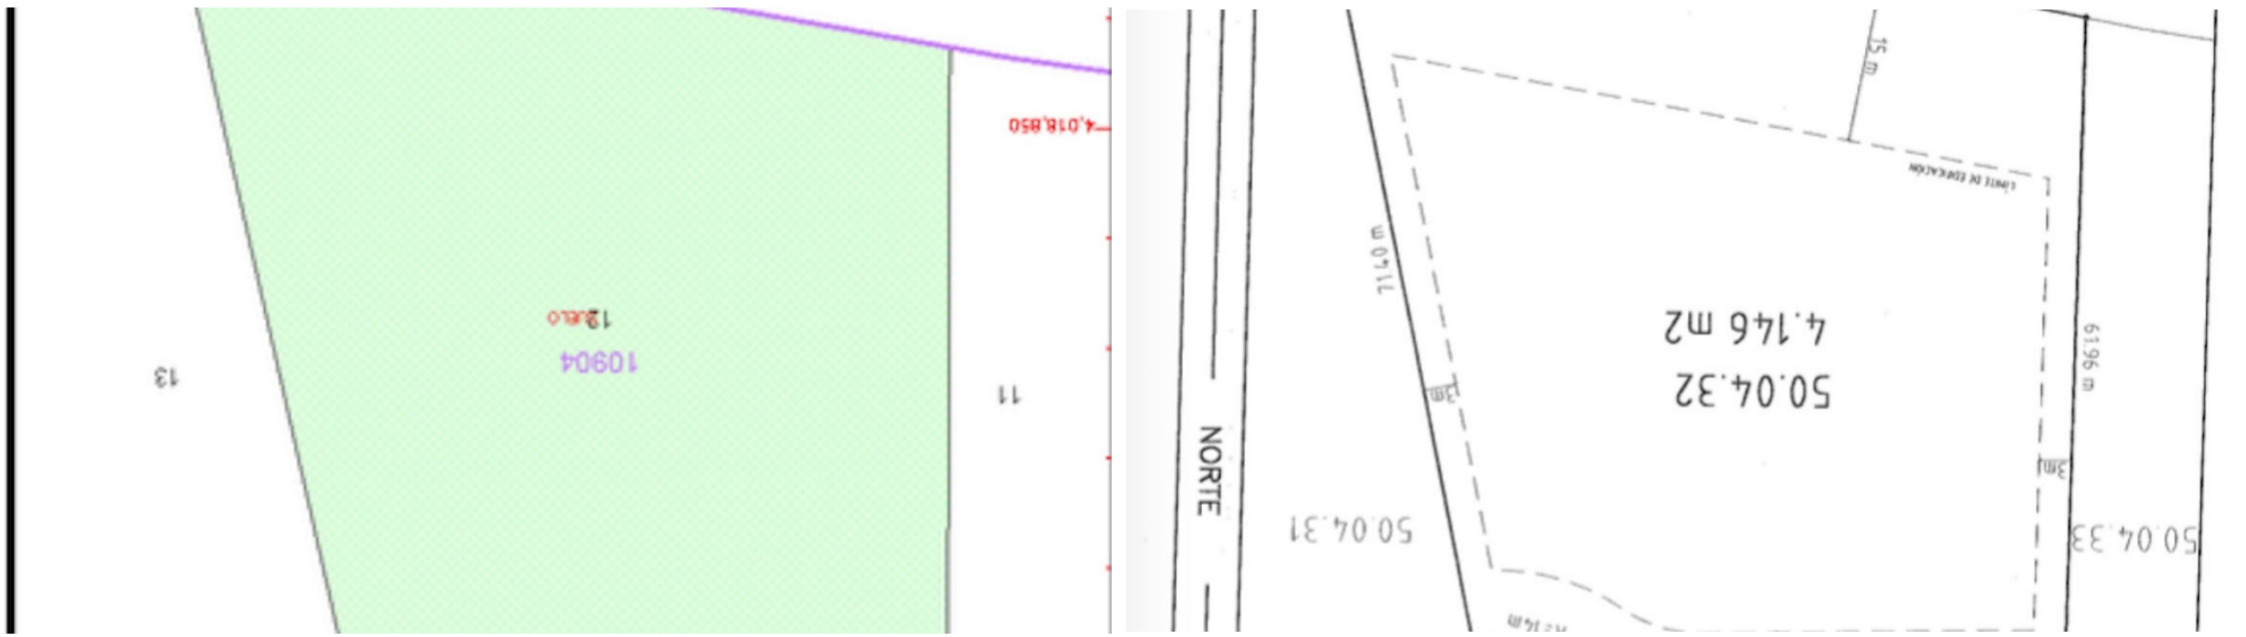 4,018,850
12
SUELO
10904
13
11
15 m
LÍMITE DE EDIFICACIÓN
71.40 m
50.04.32
4.146 m2
61.96 m
3m
3m
NORTE
50.04.31
50.04.33